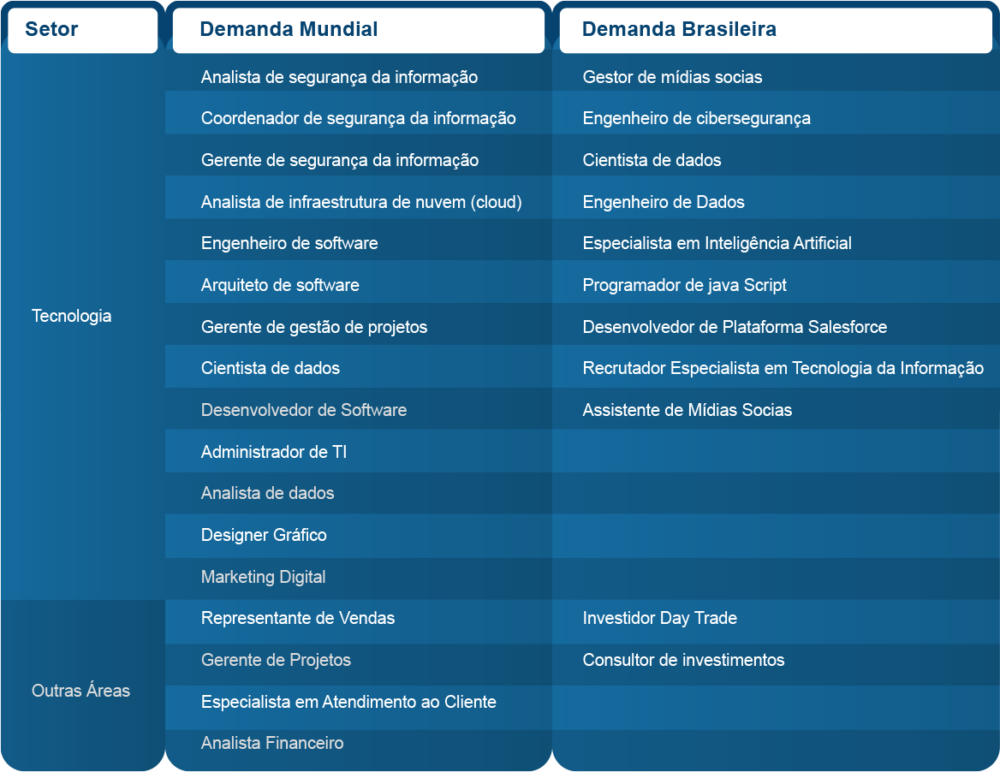 Setor Demanda Mundial Demanda Brasileira
Analista de segurança da informação Gestor de mídias socias
Coordenador de segurança da informação Engenheiro de cibersegurança
Gerente de segurança da informação Cientista de dados
Analista de infraestrutura de nuvem (cloud) Engenheiro de Dados
Engenheiro de software Especialista em Inteligência Artificial
Arquiteto de software Programador de java Script
Tecnologia
Gerente de gestão de projetos Desenvolvedor de Plataforma Salesforce
Cientista de dados Recrutador Especialista em Tecnologia da Informação
Desenvolvedor de Software Assistente de Mídias Socias
Administrador de TI
Analista de dados
Designer Gráfico
Marketing Digital
Representante de Vendas Investidor Day Trade
Gerente de Projetos Consultor de investimentos
Outras Áreas
Especialista em Atendimento ao Cliente
Analista Financeiro